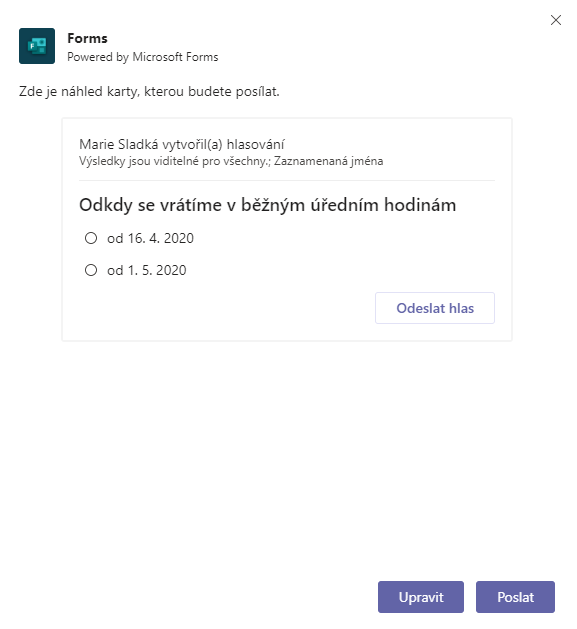 Forms
Powered by Microsoft Forms
Zde je náhled karty, kterou budete posílat.
Marie Sladká vytvořil(a) hlasování
Výsledky jsou viditelné pro všechny.; Zaznamenaná jména
Odkdy se vrátíme v běžným úředním hodinám
od 16. 4. 2020
od 1. 5. 2020
Odeslat hlas
Upravit Poslat